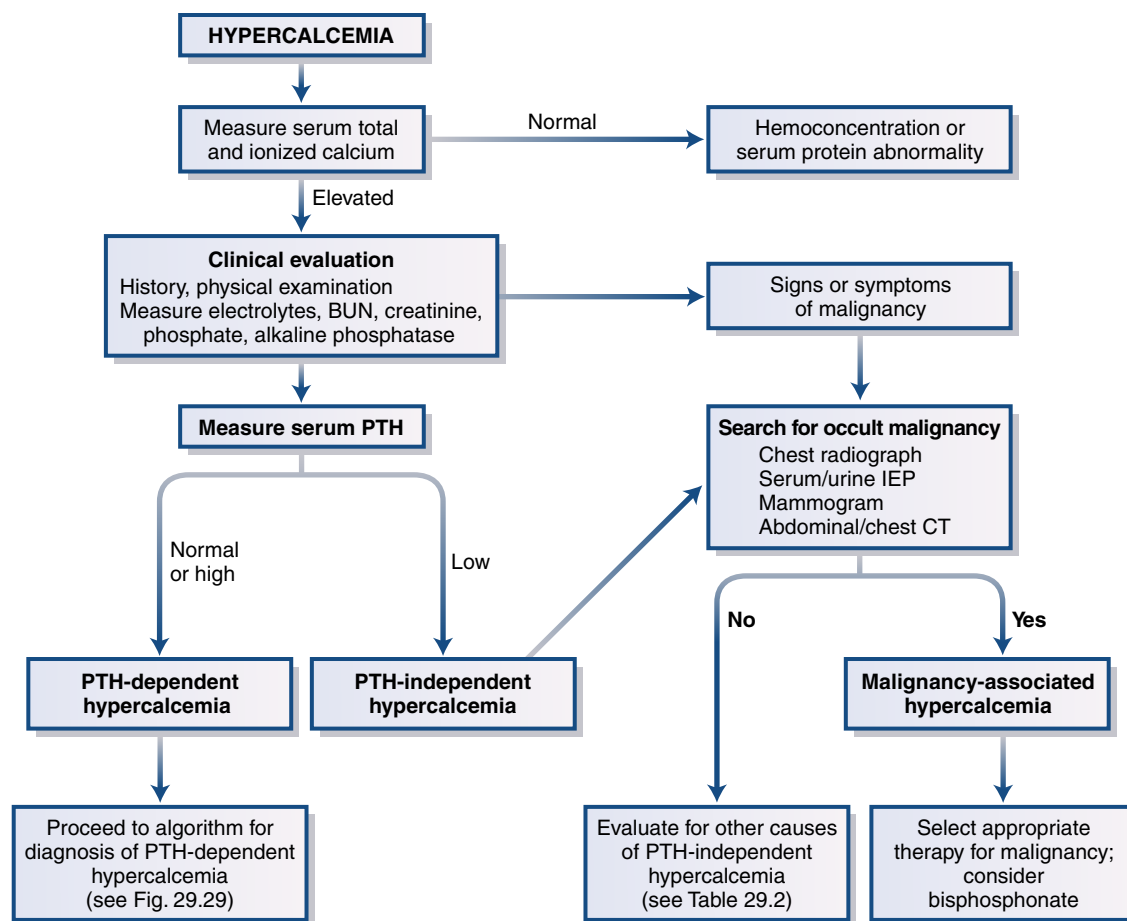 HYPERCALCEMIA
Measure serum total
and ionized calcium
Normal
Hemoconcentration or
serum protein abnormality
Elevated
Clinical evaluation
History, physical examination
Measure electrolytes, BUN, creatinine,
phosphate, alkaline phosphatase
Signs or symptoms
of malignancy
Measure serum PTH
Search for occult malignancy
Chest radiograph
Serum/urine IEP
Mammogram
Abdominal/chest CT
Normal
or high
Low
No
Yes
PTH-dependent
hypercalcemia
PTH-independent
hypercalcemia
Malignancy-associated
hypercalcemia
Proceed to algorithm for
diagnosis of PTH-dependent
hypercalcemia
(see Fig. 29.29)
Evaluate for other causes
of PTH-independent
hypercalcemia
(see Table 29.2)
Select appropriate
therapy for malignancy;
consider
bisphosphonate